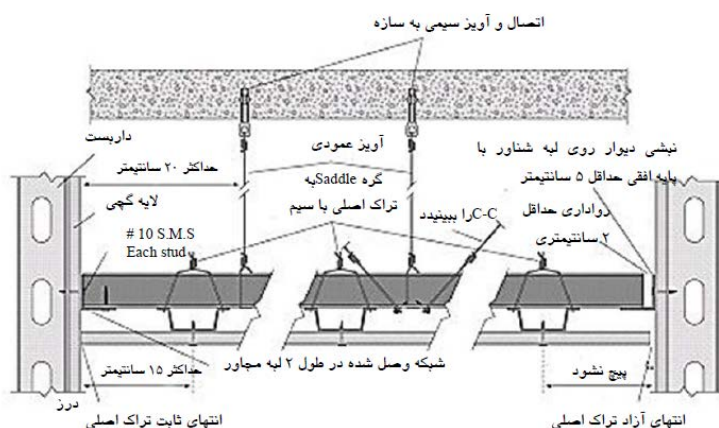 اتصال و آویز سیمی به سازه
داربست
لایه گچی
# 10 S.M.S
Each stud
حداکثر ۲۰ سانتیمتر
آویز عمودی
گره Saddleبه
تراک اصلی با سیم
C-Cرا ببینیدد
نبشی دیوار روی لبه شناور با
پایه افقی حداقل ۵ سانتیمتر
رواداری حداقل
۲ سانتیمتری
حداکثر ۱۵ سانتیمتر
شبکه وصل شده در طول ۲ لبه مجاور
پیچ نشود
درز
انتهای ثابت تراک اصلی
انتهای آزاد تراک اصلی